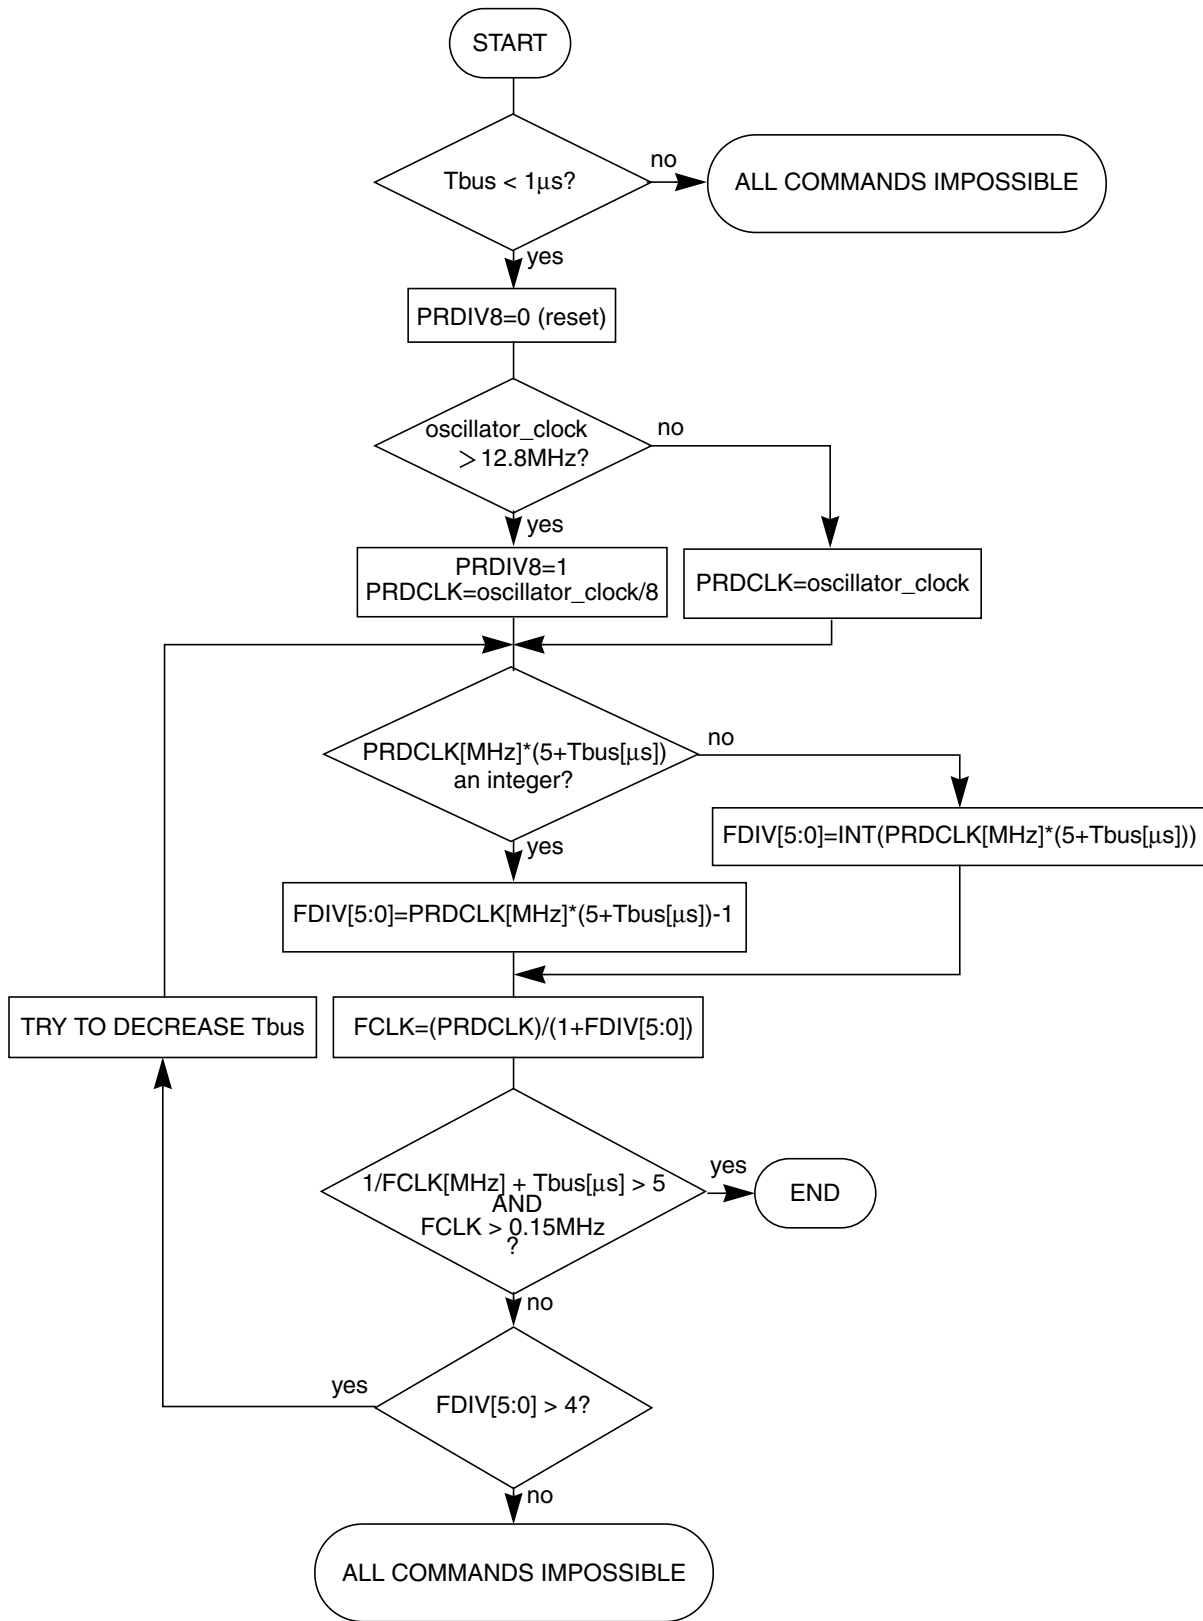 START
Tbus < 1μs?
no
ALL COMMANDS IMPOSSIBLE
yes
PRDIV8=0 (reset)
oscillator_clock
> 12.8MHz?
no
yes
PRDIV8=1
PRDCLK=oscillator_clock/8
PRDCLK=oscillator_clock
PRDCLK[MHz]*(5+Tbus[μs])
an integer?
no
yes
FDIV[5:0]=INT(PRDCLK[MHz]*(5+Tbus[μs]))
FDIV[5:0]=PRDCLK[MHz]*(5+Tbus[μs])-1
TRY TO DECREASE Tbus
FCLK=(PRDCLK)/(1+FDIV[5:0])
1/FCLK[MHz] + Tbus[μs] > 5
AND
FCLK > 0.15MHz
?
yes
END
no
yes
FDIV[5:0] > 4?
no
ALL COMMANDS IMPOSSIBLE